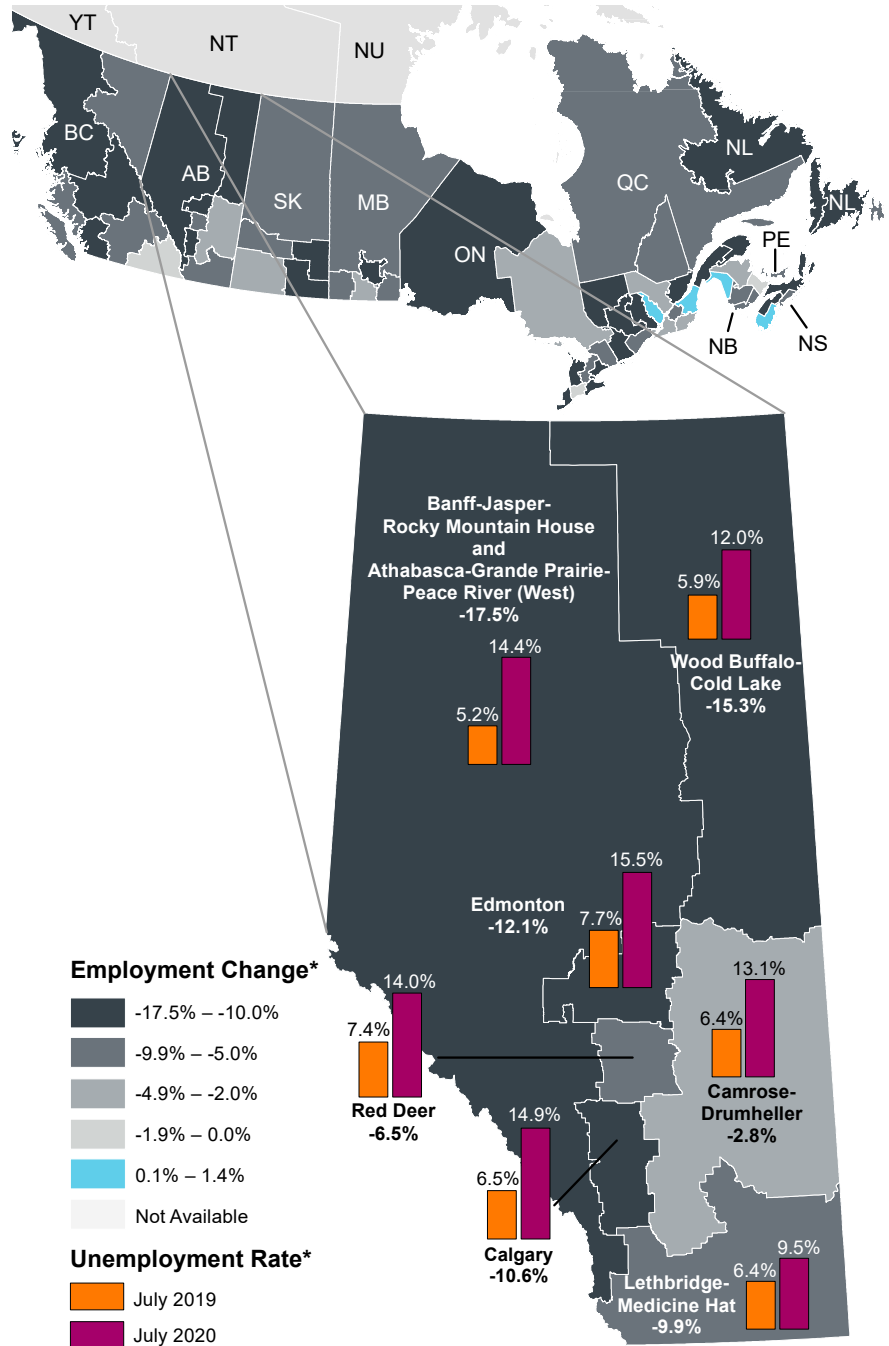 YT
NT
NU
BC
AB
SK
MB
ON
QC
NL
NL
PE
NB
NS
Banff-Jasper-
Rocky Mountain House
and
Athabasca-Grande Prairie-
Peace River (West)
-17.5%
5.2%
14.4%
5.9%
12.0%
Wood Buffalo-
Cold Lake
-15.3%
Edmonton
-12.1%
7.7%
15.5%
7.4%
14.0%
Red Deer
-6.5%
6.4%
13.1%
Camrose-
Drumheller
-2.8%
6.5%
14.9%
Calgary
-10.6%
Lethbridge-
Medicine Hat
-9.9%
6.4%
9.5%
Employment Change*
-17.5% – -10.0%
-9.9% – -5.0%
-4.9% – -2.0%
-1.9% – 0.0%
0.1% – 1.4%
Not Available
Unemployment Rate*
July 2019
July 2020